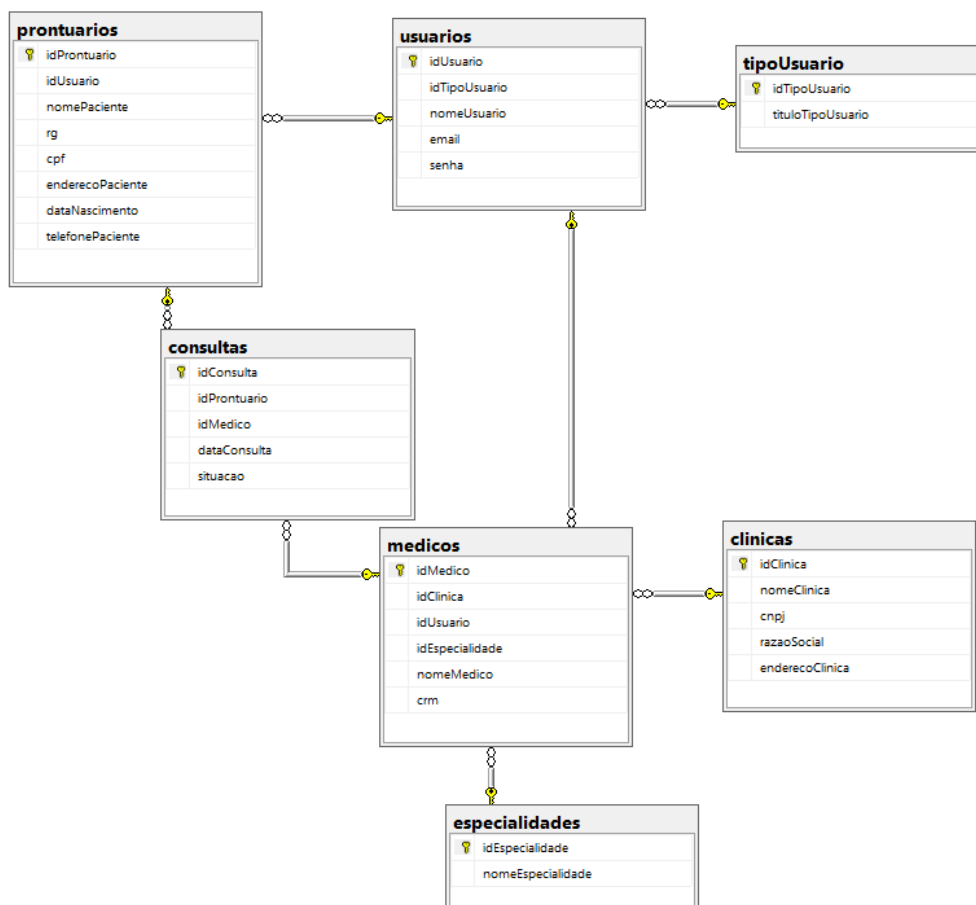 prontuarios
idProntuario
idUsuario
nomePaciente
rg
cpf
enderecoPaciente
dataNascimento
telefonePaciente
usuarios
idUsuario
idTipoUsuario
nomeUsuario
email
senha
tipoUsuario
idTipoUsuario
tituloTipoUsuario
consultas
idConsulta
idProntuario
idMedico
dataConsulta
situacao
medicos
idMedico
idClinica
idUsuario
idEspecialidade
nomeMedico
crm
clinicas
idClinica
nomeClinica
cnpj
razaoSocial
enderecoClinica
especialidades
idEspecialidade
nomeEspecialidade